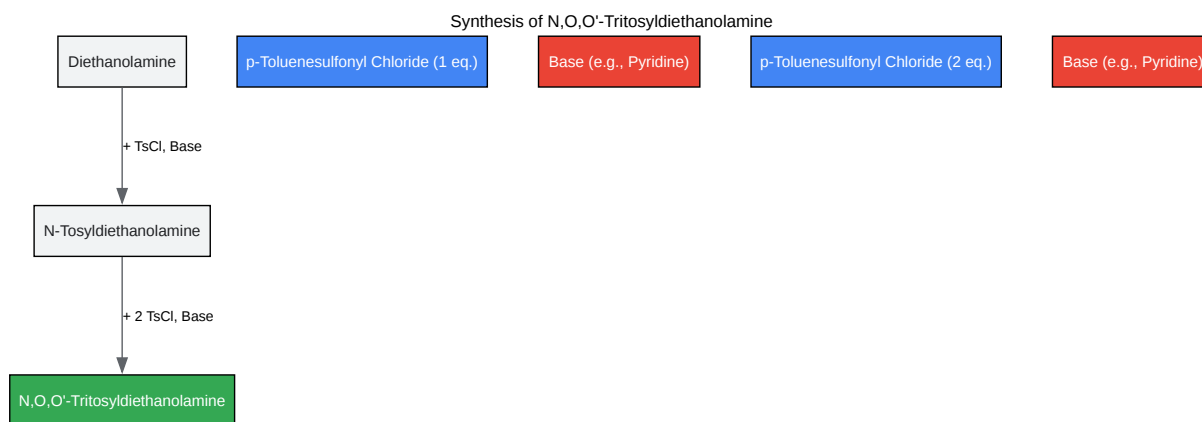 Synthesis of N,O,O'-Tritosyldiethanolamine
Diethanolamine
p-Toluenesulfonyl Chloride (1 eq.)
Base (e.g., Pyridine)
p-Toluenesulfonyl Chloride (2 eq.)
Base (e.g., Pyridine)
+ TsCl, Base
N-Tosyldiethanolamine
+ 2 TsCl, Base
N,O,O'-Tritosyldiethanolamine